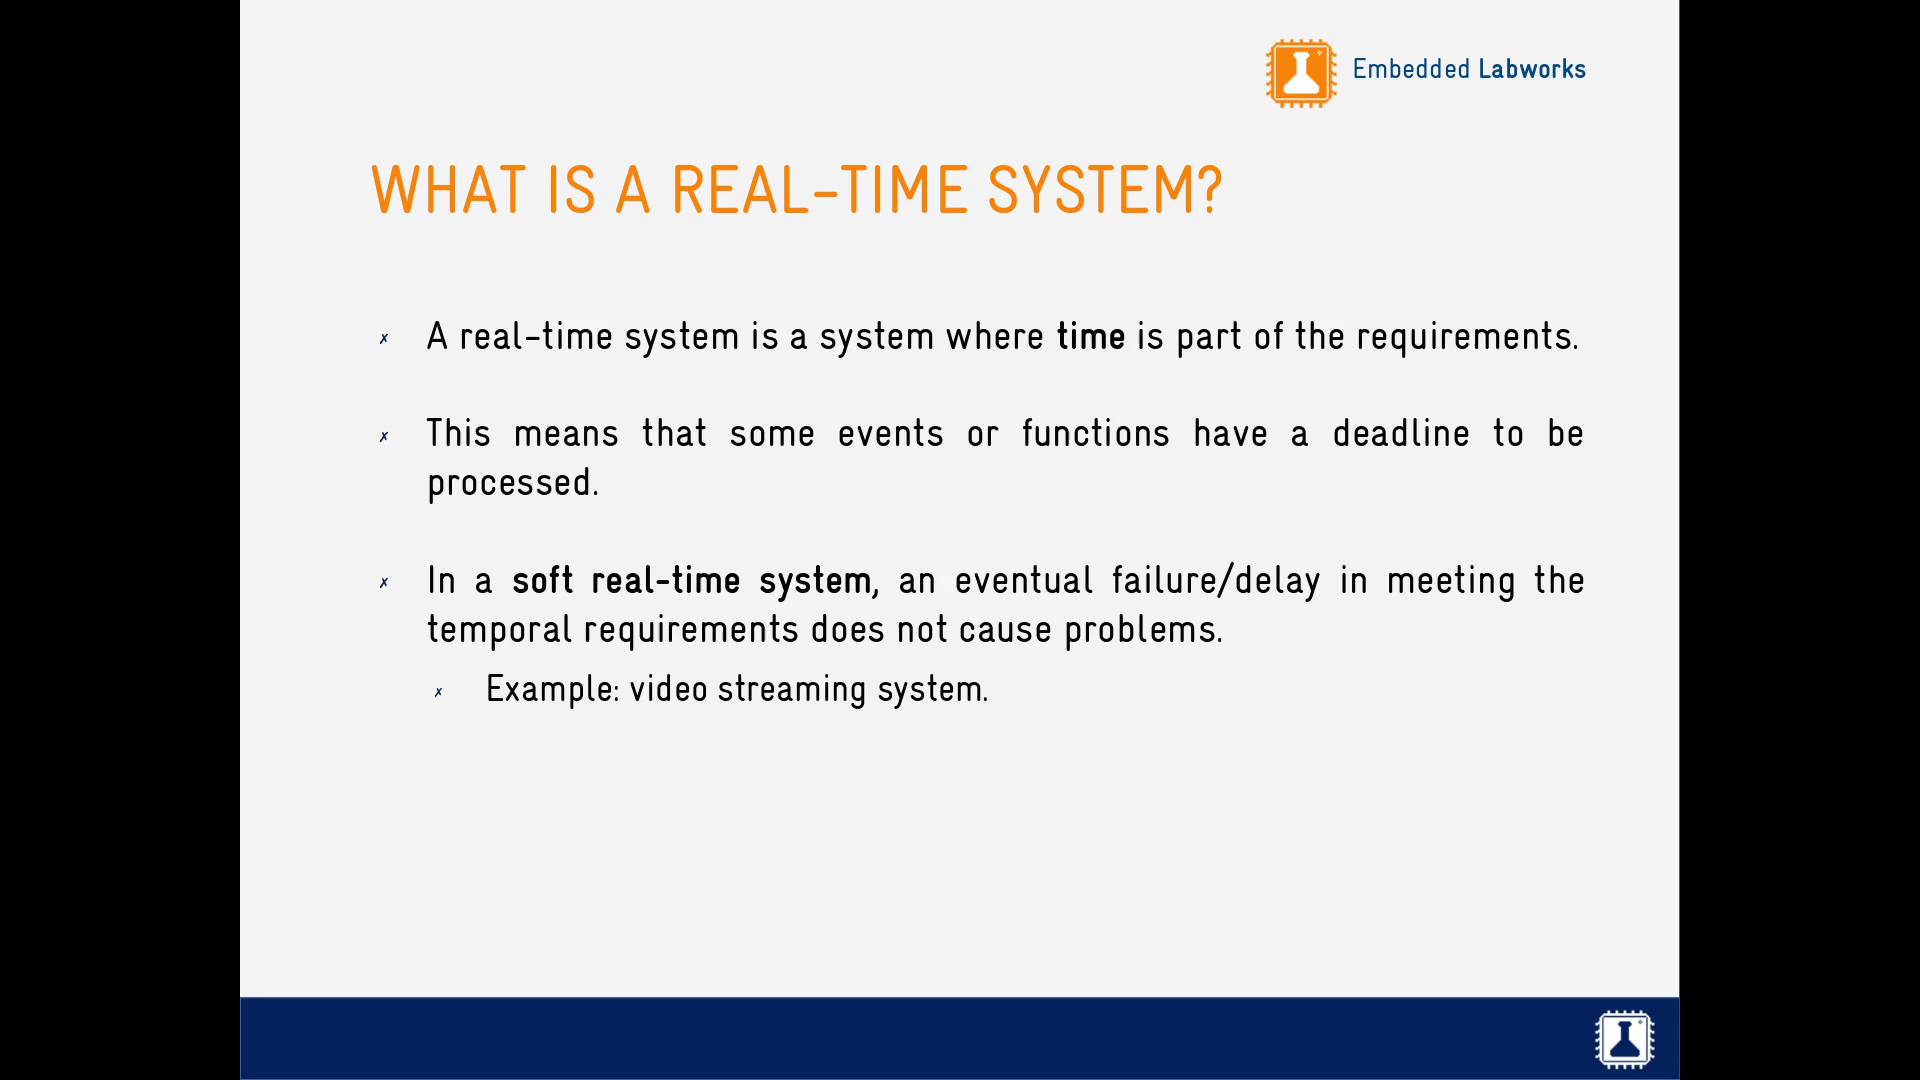 Embedded Labworks
WHAT IS A REAL-TIME SYSTEM?
✗ A real-time system is a system where time is part of the requirements.
✗ This means that some events or functions have a deadline to be
processed.
✗ In a soft real-time system, an eventual failure/delay in meeting the
temporal requirements does not cause problems.
✗ Example: video streaming system.